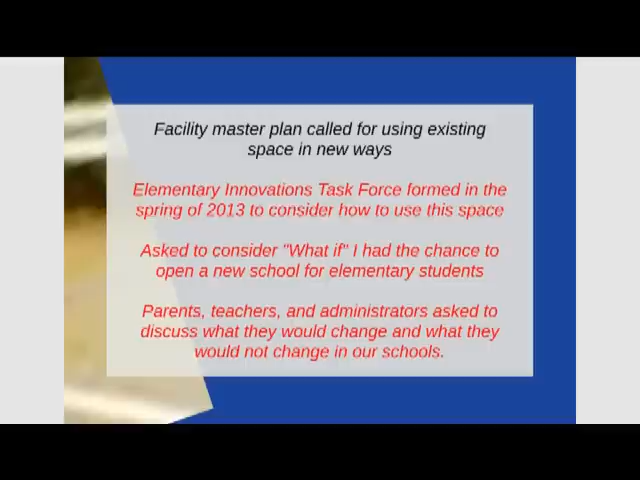 Facility master plan called for using existing
space in new ways
Elementary Innovations Task Force formed in the
spring of 2013 to consider how to use this space
Asked to consider "What if" I had the chance to
open a new school for elementary students
Parents, teachers, and administrators asked to
discuss what they would change and what they
would not change in our schools.